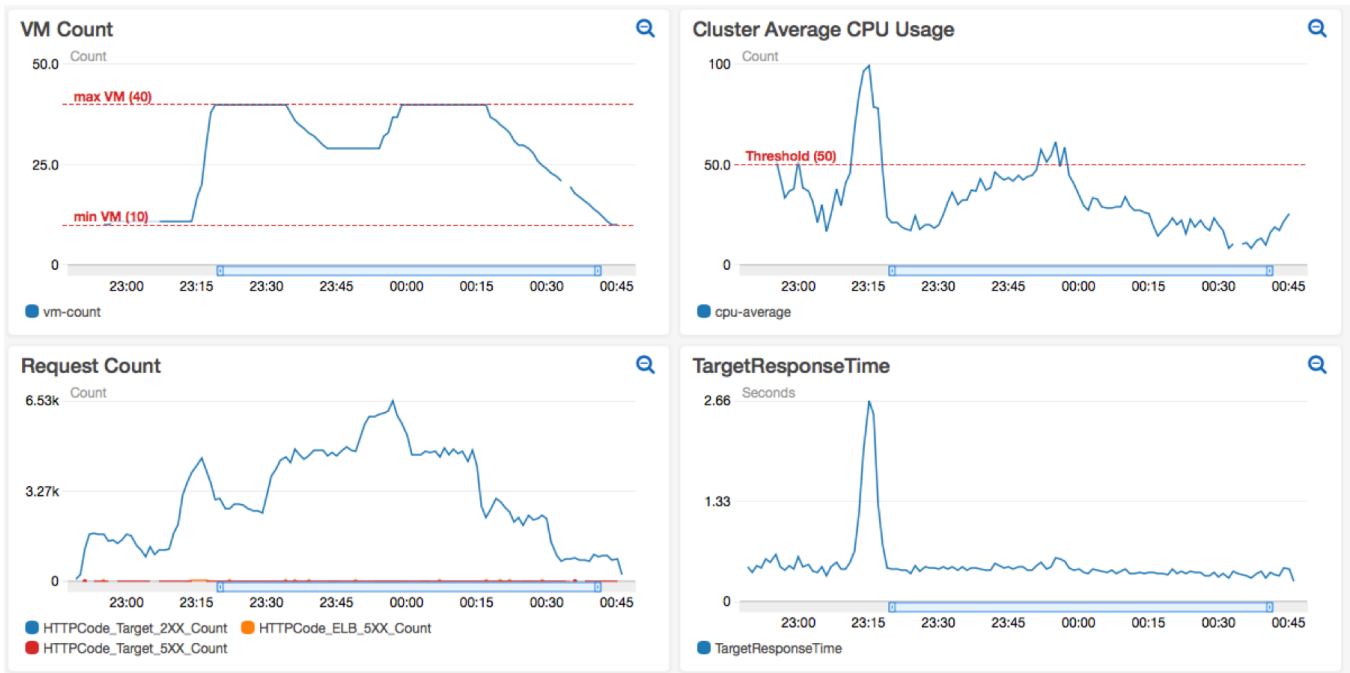 VM Count
Count
50.0
max VM (40)
25.0
min VM (10)
0
23:00 23:15 23:30 23:45 00:00 00:15 00:30 00:45
vm-count
Cluster Average CPU Usage
Count
100
Threshold (50)
50.0
0
23:00 23:15 23:30 23:45 00:00 00:15 00:30 00:45
cpu-average
Request Count
Count
6.53k
3.27k
0
23:00 23:15 23:30 23:45 00:00 00:15 00:30 00:45
HTTPCode_Target_2XX_Count HTTPCode_ELB_5XX_Count
HTTPCode_Target_5XX_Count
TargetResponseTime
Seconds
2.66
1.33
0
23:00 23:15 23:30 23:45 00:00 00:15 00:30 00:45
TargetResponseTime